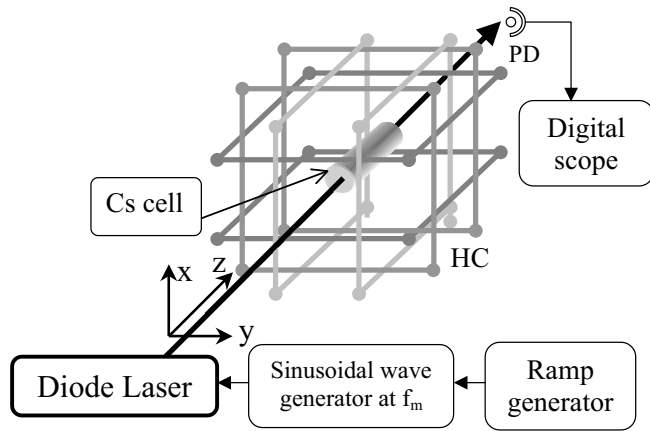 PD
Digital
scope
Cs cell
HC
x
z
y
Diode Laser
Sinusoidal wave
generator at fm
Ramp
generator